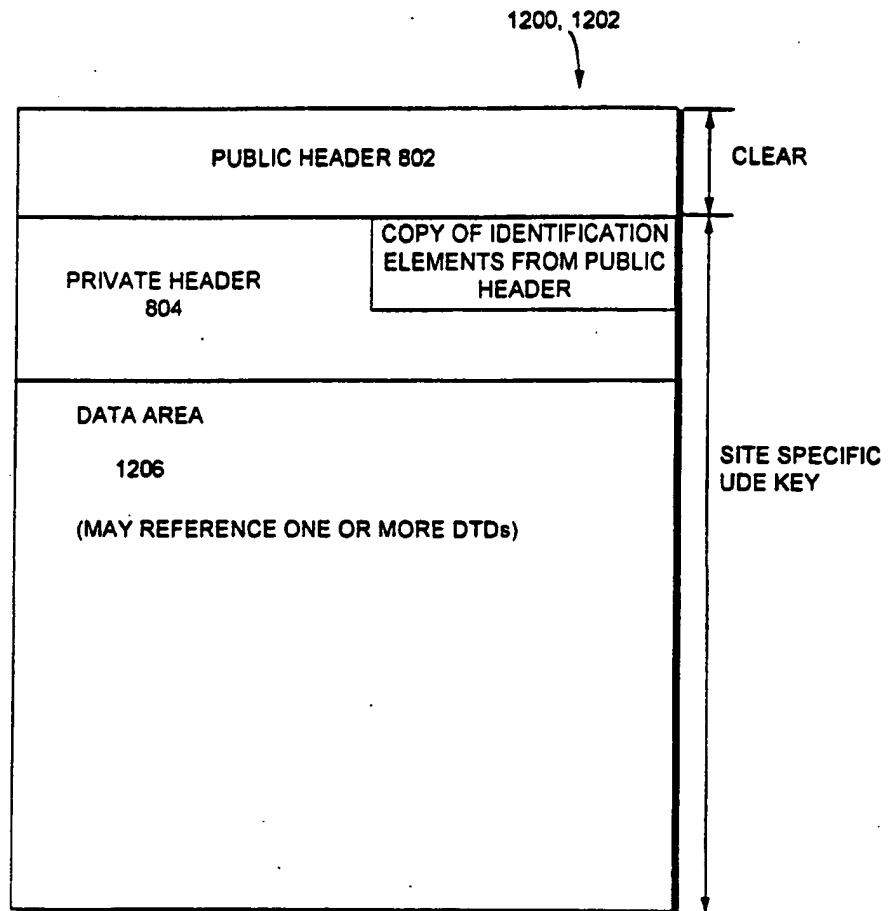 1200, 1202
PUBLIC HEADER 802
CLEAR
COPY OF IDENTIFICATION
ELEMENTS FROM PUBLIC
HEADER
PRIVATE HEADER
804
DATA AREA
1206
(MAY REFERENCE ONE OR MORE DTDs)
SITE SPECIFIC
UDE KEY